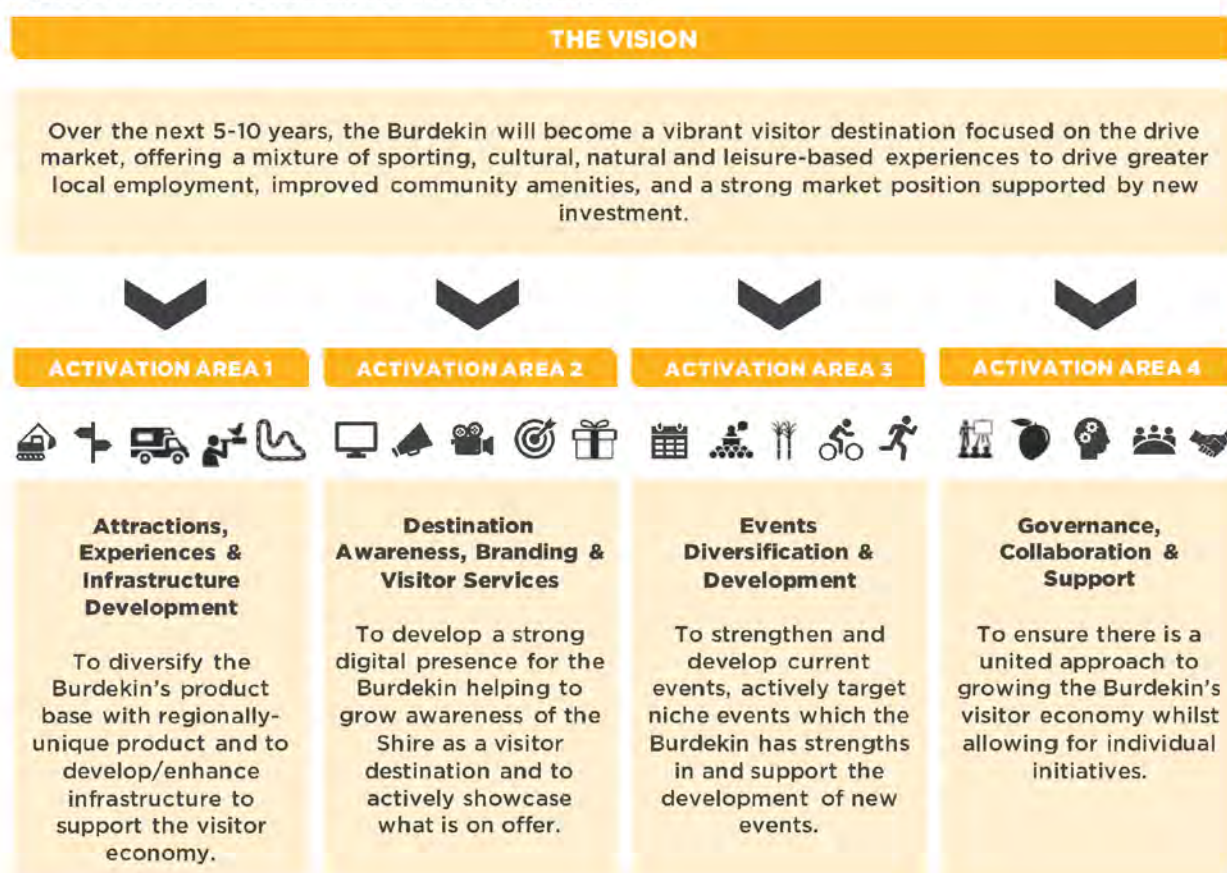 THE VISION
Over the next 5-10 years, the Burdekin will become a vibrant visitor destination focused on the drive
market, offering a mixture of sporting, cultural, natural and leisure-based experiences to drive greater
local employment, improved community amenities, and a strong market position supported by new
investment.
ACTIVATION AREA 1
Attractions,
Experiences &
Infrastructure
Development
To diversify the
Burdekin's product
base with regionally-
unique product and to
develop/enhance
infrastructure to
support the visitor
economy.
ACTIVATION AREA 2
Destination
Awareness, Branding &
Visitor Services
To develop a strong
digital presence for the
Burdekin helping to
grow awareness of the
Shire as a visitor
destination and to
actively showcase
what is on offer.
ACTIVATION AREA 3
Events
Diversification &
Development
To strengthen and
develop current
events, actively target
niche events which the
Burdekin has strengths
in and support the
development of new
events.
ACTIVATION AREA 4
Governance,
Collaboration &
Support
To ensure there is a
united approach to
growing the Burdekin's
visitor economy whilst
allowing for individual
initiatives.